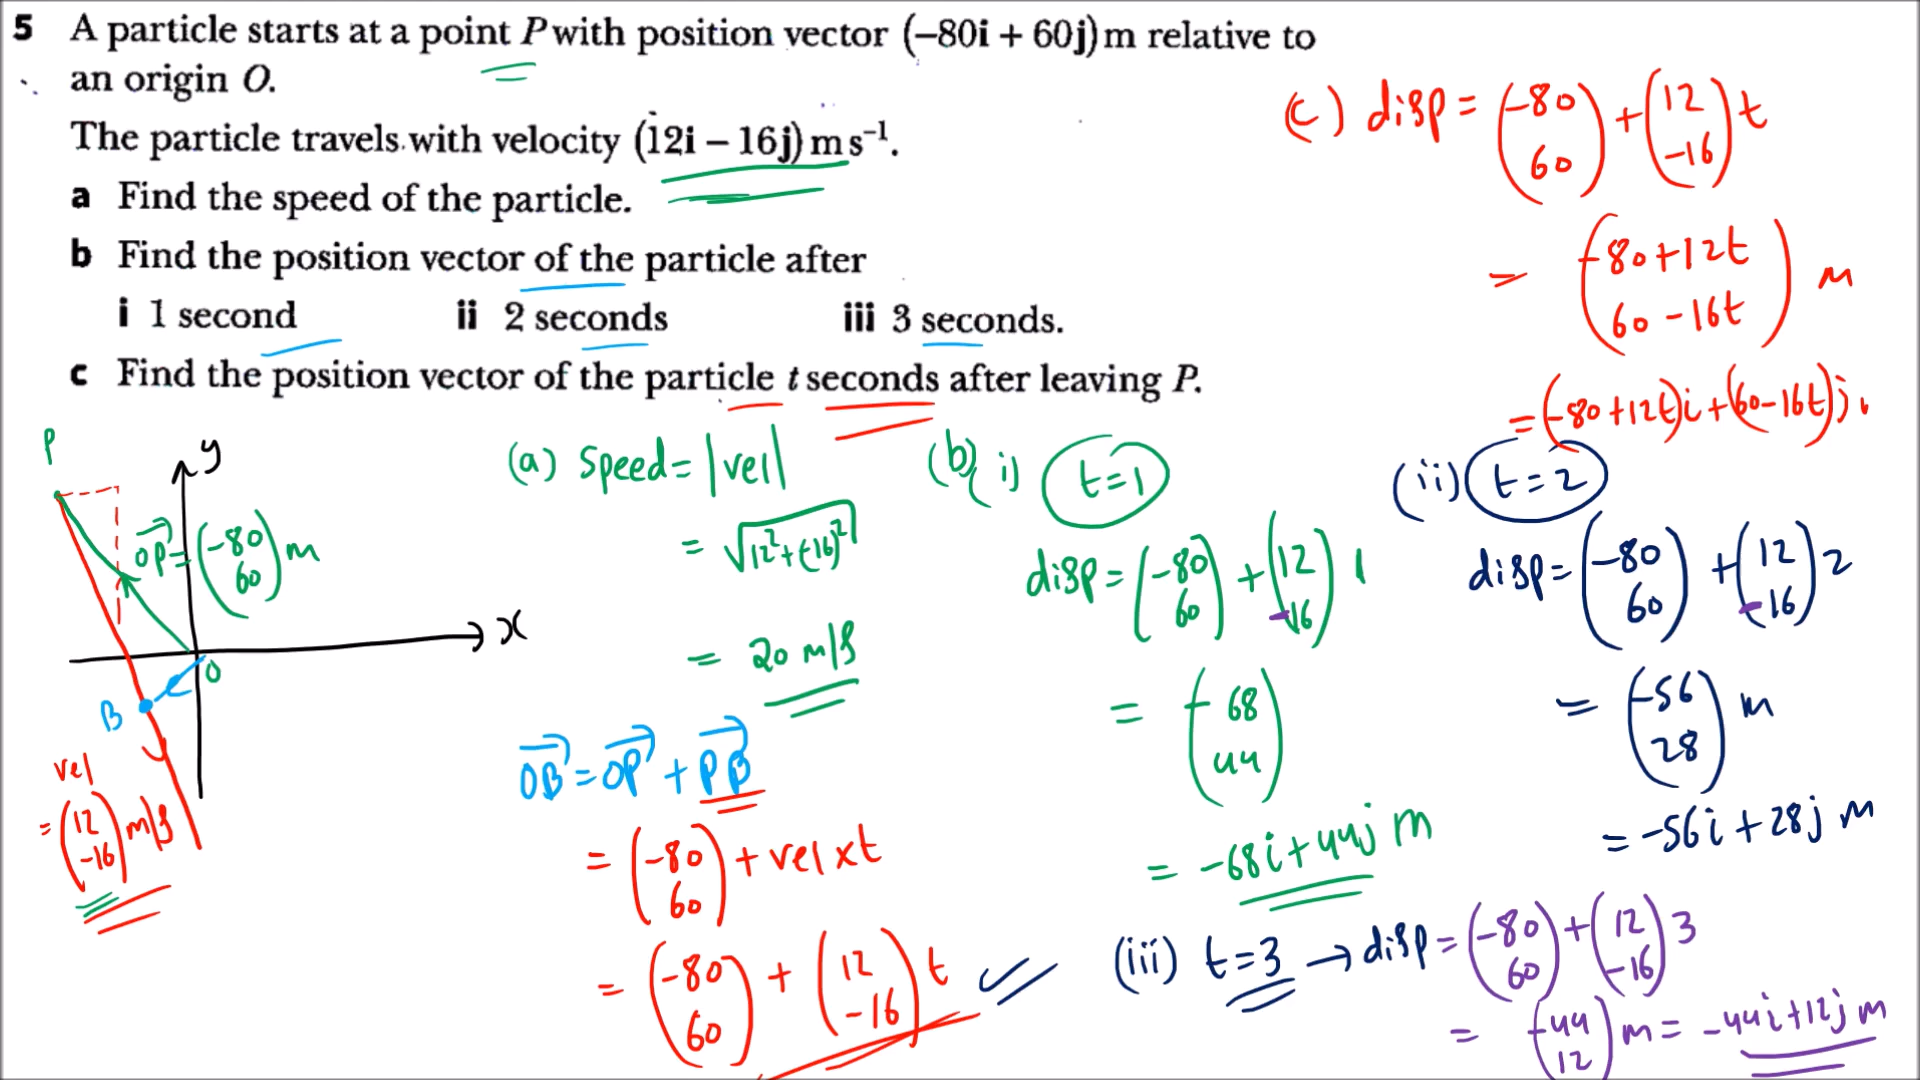 5 A particle starts at a point P with position vector (−80i + 60j) m relative to
an origin O.
The particle travels with velocity (12i − 16j) m s⁻¹.
a Find the speed of the particle.
b Find the position vector of the particle after
i 1 second ii 2 seconds iii 3 seconds.
c Find the position vector of the particle t seconds after leaving P.
P
y
x
O
B
OP = (-80
60) m
vel
= (12
-16) m/s
(a) Speed = |vel|
= √12²+(-16)²
= 20 m/s
OB = OP + PB
= (-80
60) + vel x t
= (-80
60) + (12
-16) t
(b) i) t=1
disp = (-80
60) + (12
-16) 1
= (-68
44)
= -68i + 44j m
(ii) t=2
disp = (-80
60) + (12
-16) 2
= (-56
28) m
= -56i + 28j m
(iii) t=3 → disp = (-80
60) + (12
-16) 3
= (-44
12) m = -44i+12j m
(c) disp = (-80
60) + (12
-16) t
= (-80+12t
60-16t) m
= (-80+12t)i + (60-16t)j